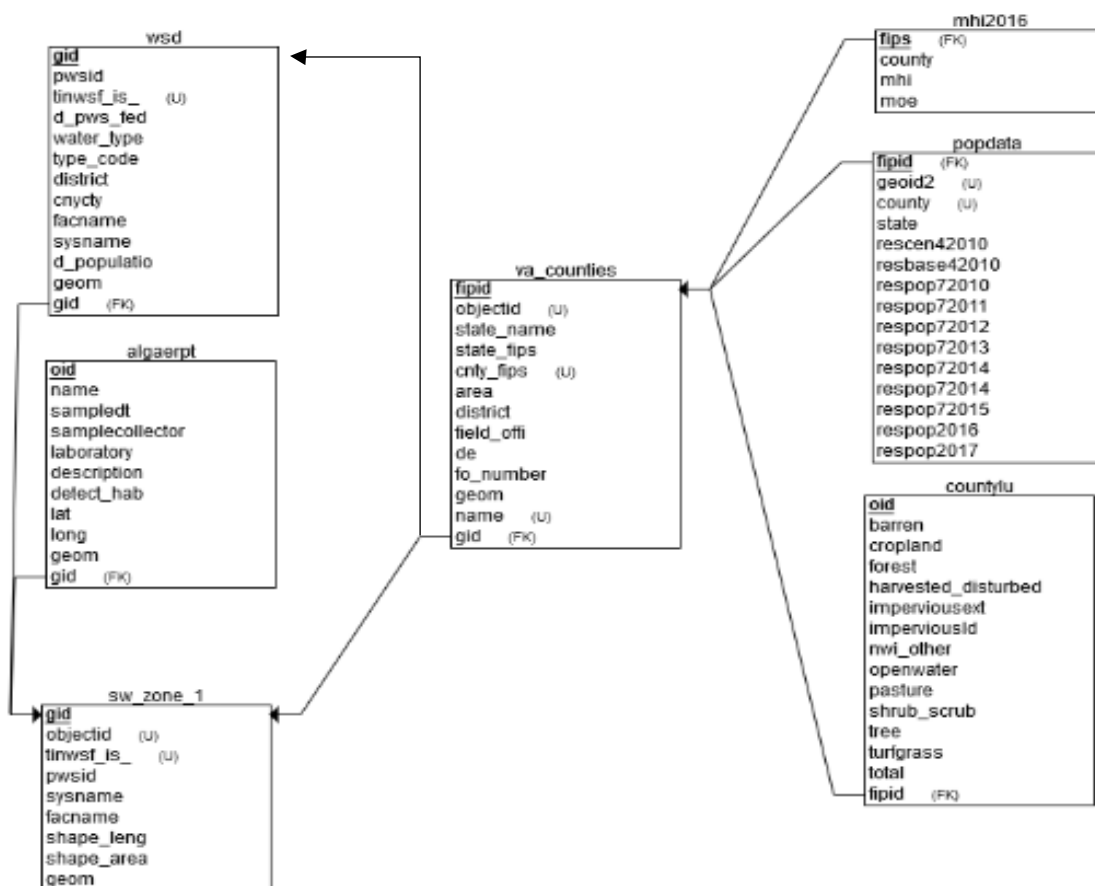 wsd
gid
pwsid
tinwsf_is_ (U)
d_pws_fed
water_type
type_code
district
cnycty
facname
sysname
d_populatio
geom
gid (FK)
algaerpt
oid
name
sampledt
samplecollector
laboratory
description
detect_hab
lat
long
geom
gid (FK)
sw_zone_1
gid
objectid (U)
tinwsf_is_ (U)
pwsid
sysname
facname
shape_leng
shape_area
geom
va_counties
fipid
objectid (U)
state_name
state_fips
cnty_fips (U)
area
district
field_offi
de
fo_number
geom
name (U)
gid (FK)
mhi2016
fips (FK)
county
mhi
moe
popdata
fipid (FK)
geoid2 (U)
county (U)
state
rescen42010
resbase42010
respop72010
respop72011
respop72012
respop72013
respop72014
respop72014
respop72015
respop2016
respop2017
countylu
oid
barren
cropland
forest
harvested_disturbed
imperviousext
imperviousld
nwi_other
openwater
pasture
shrub_scrub
tree
turfgrass
total
fipid (FK)